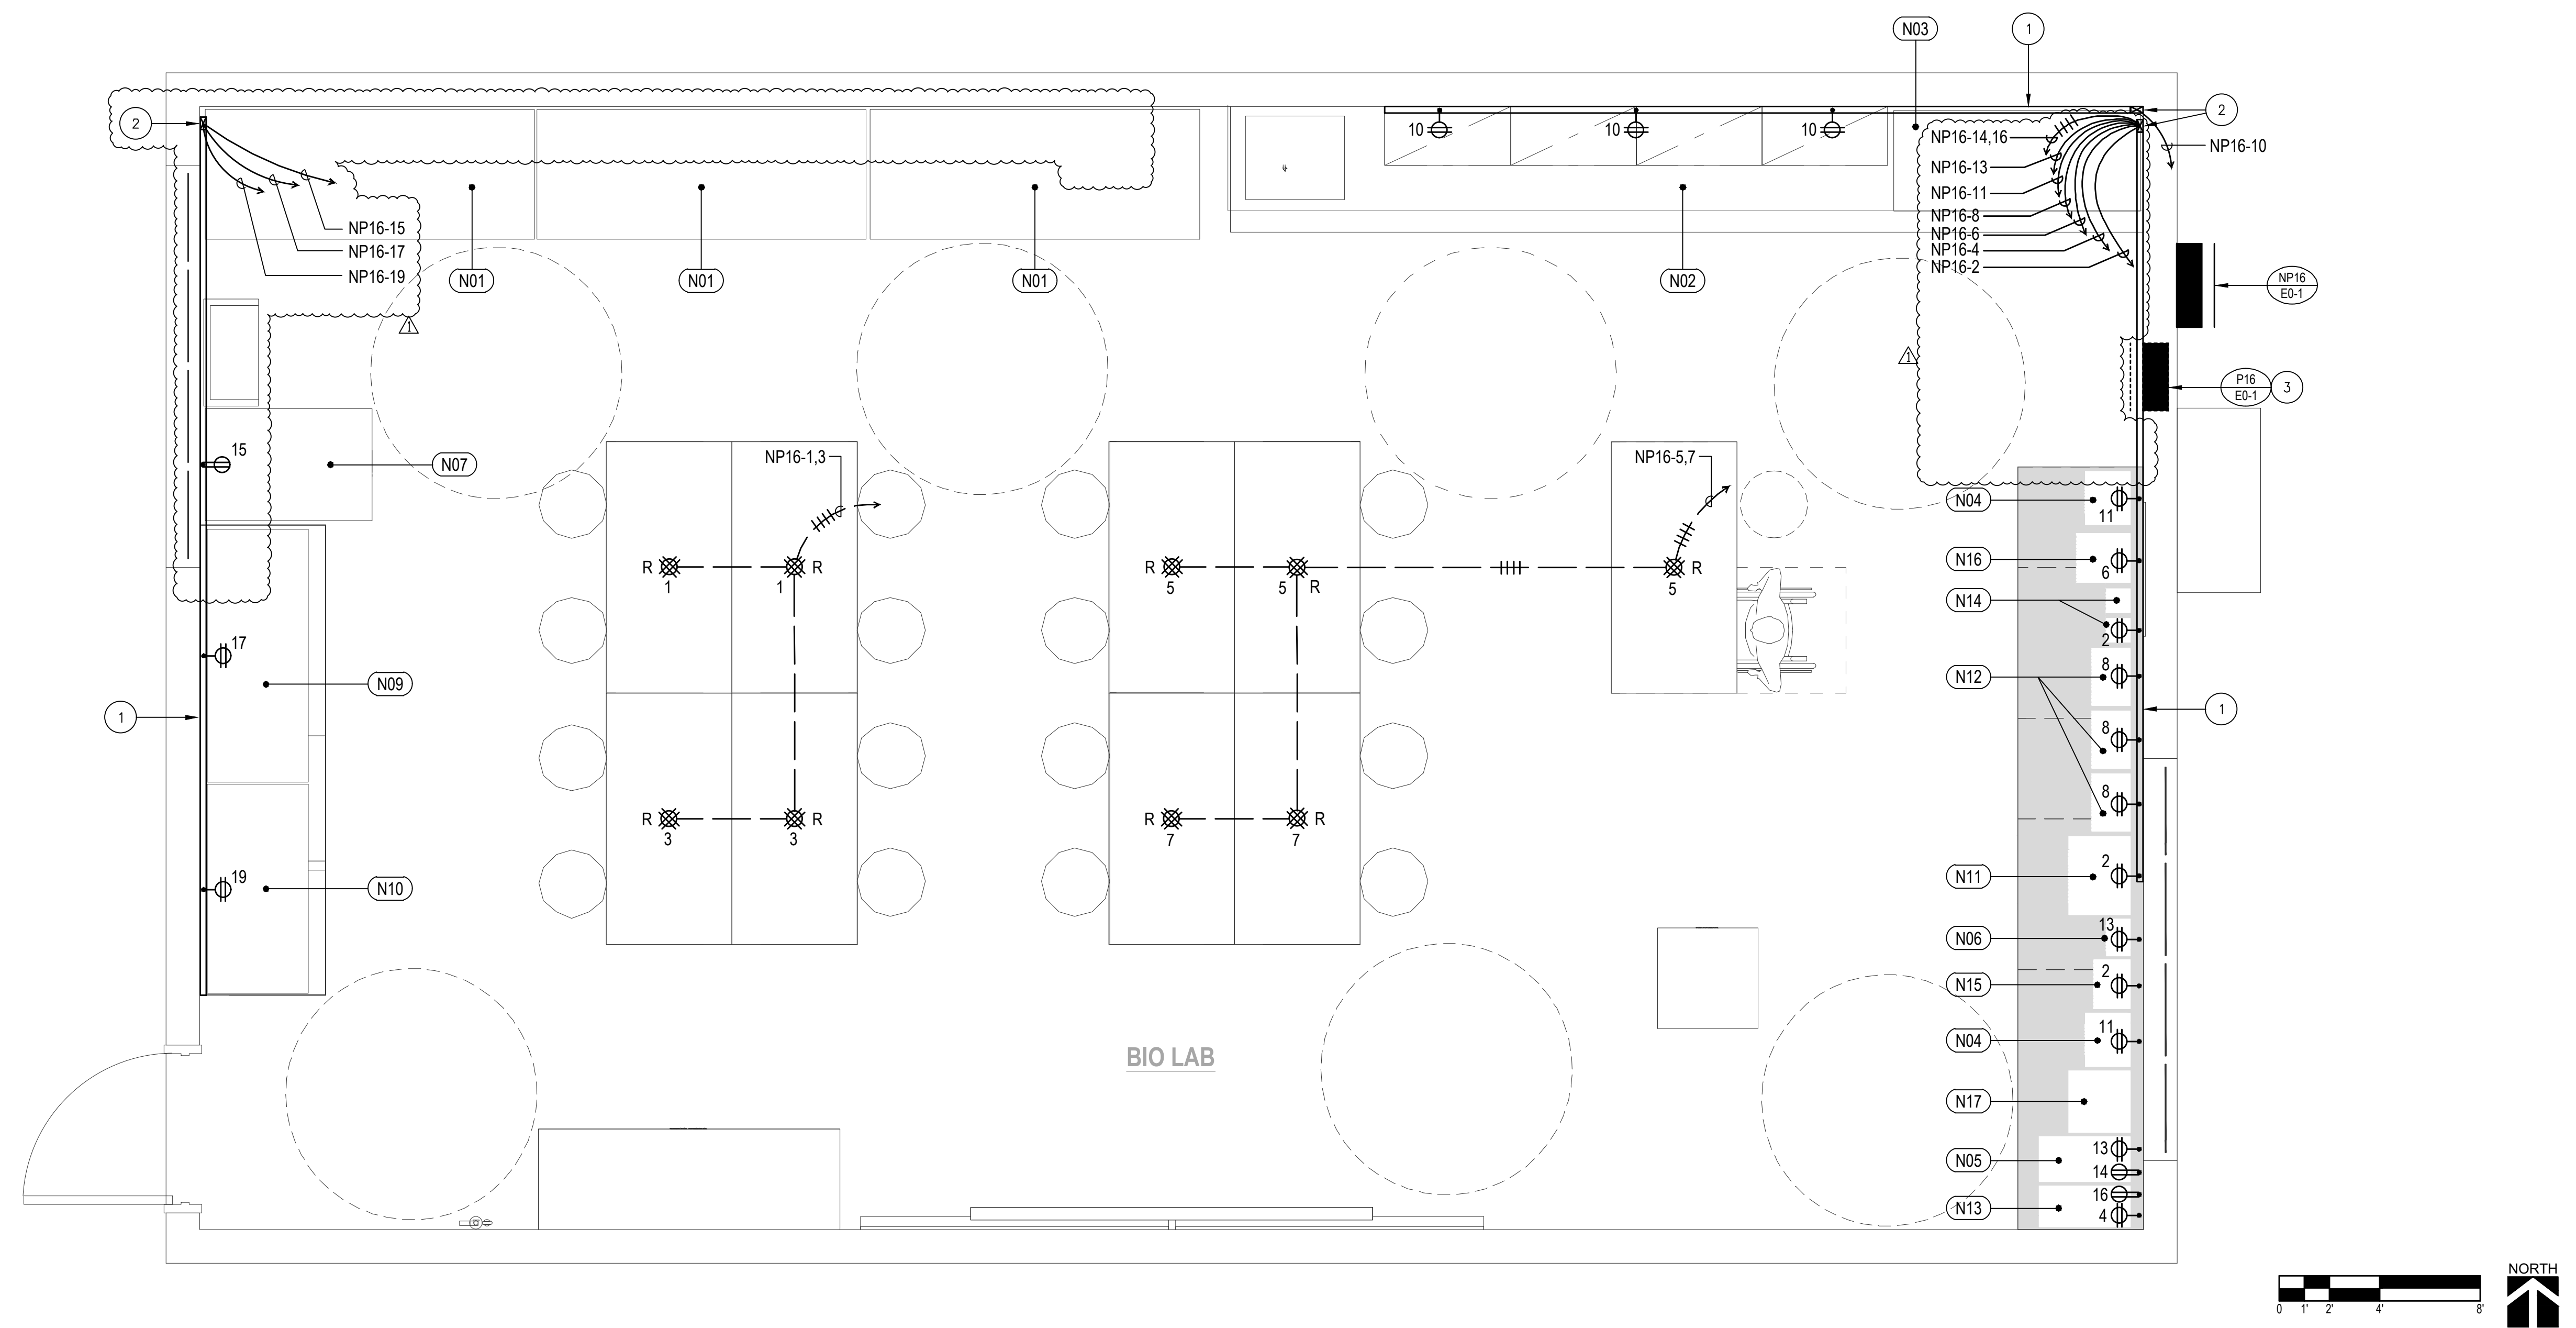 N03
1
2
2
10
10
10
NP16-14,16
NP16-10
NP16-13
NP16-11
NP16-8
NP16-6
NP16-4
NP16-2
NP16-15
NP16-17
NP16-19
N01
N01
N01
N02
NP16
E0-1
1
1
P16
E0-1
3
15
N07
NP16-1,3
NP16-5,7
N04
11
N16
6
R
1
1
R
R
5
5
R
5
R
N14
2
17
N09
N12
8
8
8
1
1
R
3
3
R
R
7
7
R
19
N10
N11
2
N06
13
N15
2
N04
11
BIO LAB
N17
N05
13
14
N13
16
4
NORTH
0 1' 2' 4' 8'